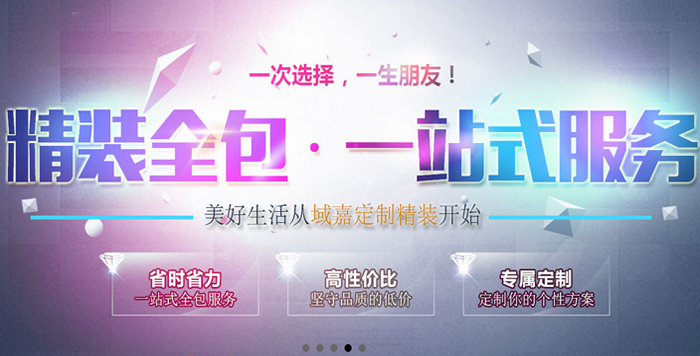 一次选择，一生朋友！
精装全包·一站式服务
美好生活从域嘉定制精装开始
省时省力
一站式全包服务
高性价比
坚守品质的低价
专属定制
定制你的个性方案